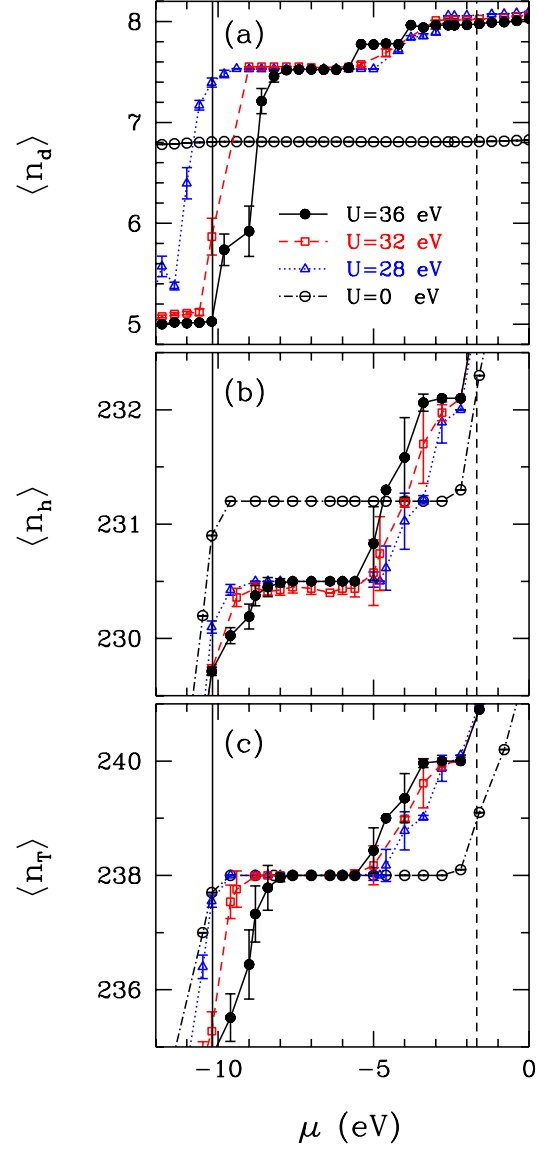 8
(a)
7
⟨n_d⟩
U=36 eV
U=32 eV
6
U=28 eV
U=0 eV
5
(b)
232
231
⟨n_h⟩
230
(c)
240
⟨n_T⟩
238
236
−10 −5 0
μ (eV)